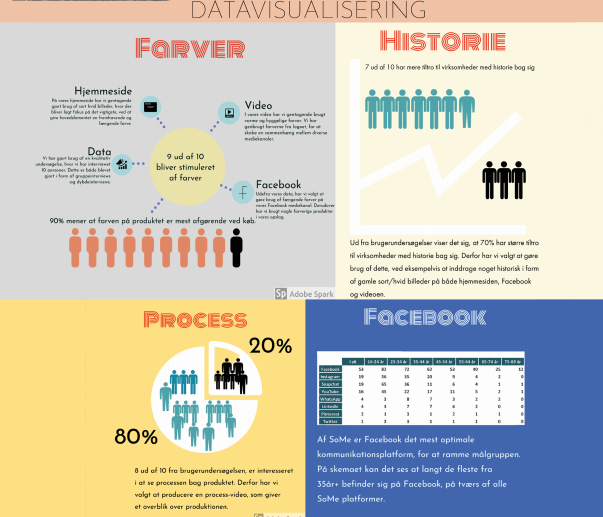 DATAVISUALISERING
FARVER
Hjemmeside
På vores hjemmeside har vi gentagende
gjort brug af sort hvid billeder, hvor der
bliver lagt fokus på det vigtigste, ved at
give hovedelementet en fremhævende og
fængende farve.
Video
I vores video har vi gentagende brugt
varme og hyggelige farver. Vi har
genbrugt farverne fra logoet, for at
skabe en sammenhæng mellem diverse
mediekanaler.
Data
Vi har gjort brug af en kvalitativ
undersøgelse, hvor vi har interviewet
10 personer. Dette er både blevet
gjort i form af gruppeinterviews
og dybdeinterviews.
9 ud af 10
bliver stimuleret
af farver
Facebook
Udefra vores data, har vi valgt at
gøre brug af fængende farver på
vores Facebook mediekanal. Derudover
har vi brugt nogle farverige produkter
i vores opslag.
90% mener at farven på produktet er mest afgørende ved køb.
Sp Adobe Spark
HISTORIE
7 ud af 10 har mere tiltro til virksomheder med historie bag sig
Ud fra brugerundersøgelser viser det sig, at 70% har større tiltro
til virksomheder med historie bag sig. Derfor har vi valgt at gøre
brug af dette, ved eksempelvis at inddrage noget historisk i form
af gamle sort/hvid billeder på både hjemmesiden, Facebook
og videoen.
PROCESS
20%
80%
8 ud af 10 fra brugerundersøgelsen, er interesseret
i at se processen bag produktet. Derfor har vi
valgt at producere en process-video, som giver
et overblik over produktionen.
FACEBOOK
I alt 16-24 år 25-34 år 35-44 år 45-54 år 55-64 år 65-74 år 75-89 år
Facebook 53 82 72 62 53 40 25 12
Instagram 19 56 35 20 9 4 2 0
Snapchat 19 65 36 11 6 4 1 1
YouTube 16 45 22 17 11 5 2 1
WhatsApp 4 3 8 7 3 2 2 0
LinkedIn 4 3 7 7 4 2 0 0
Pinterest 2 1 3 1 2 1 1 0
Twitter 1 3 3 1 1 1 0 0
Af SoMe er Facebook det mest optimale
kommunikationsplatform, for at ramme målgruppen.
På skemaet kan det ses at langt de fleste fra
35år+ befinder sig på Facebook, på tværs af alle
SoMe platformer.